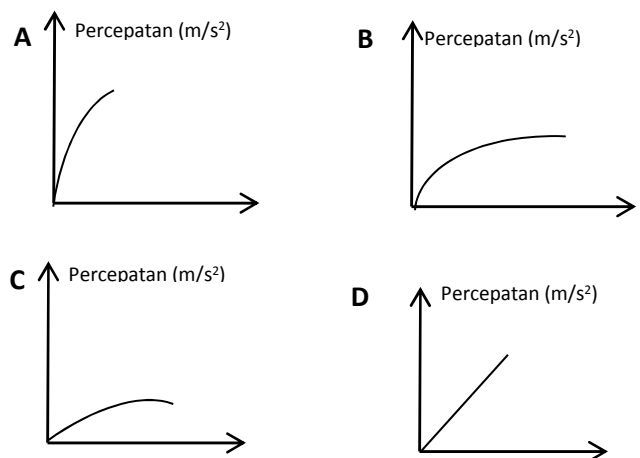 A Percepatan (m/s²)
B Percepatan (m/s²)
C Percepatan (m/s²)
D Percepatan (m/s²)